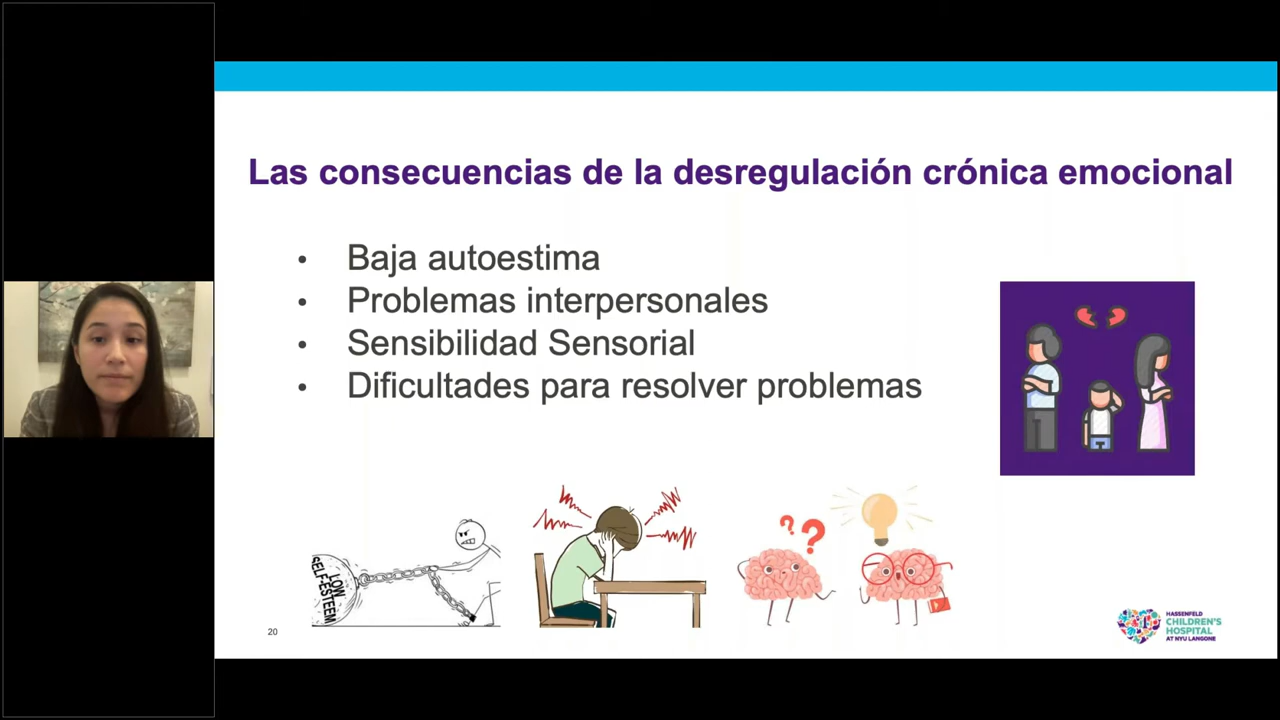 Las consecuencias de la desregulación crónica emocional
• Baja autoestima
• Problemas interpersonales
• Sensibilidad Sensorial
• Dificultades para resolver problemas
LOW
SELF-ESTEEM
? ?
20
HASSENFELD
CHILDREN'S
HOSPITAL
AT NYU LANGONE